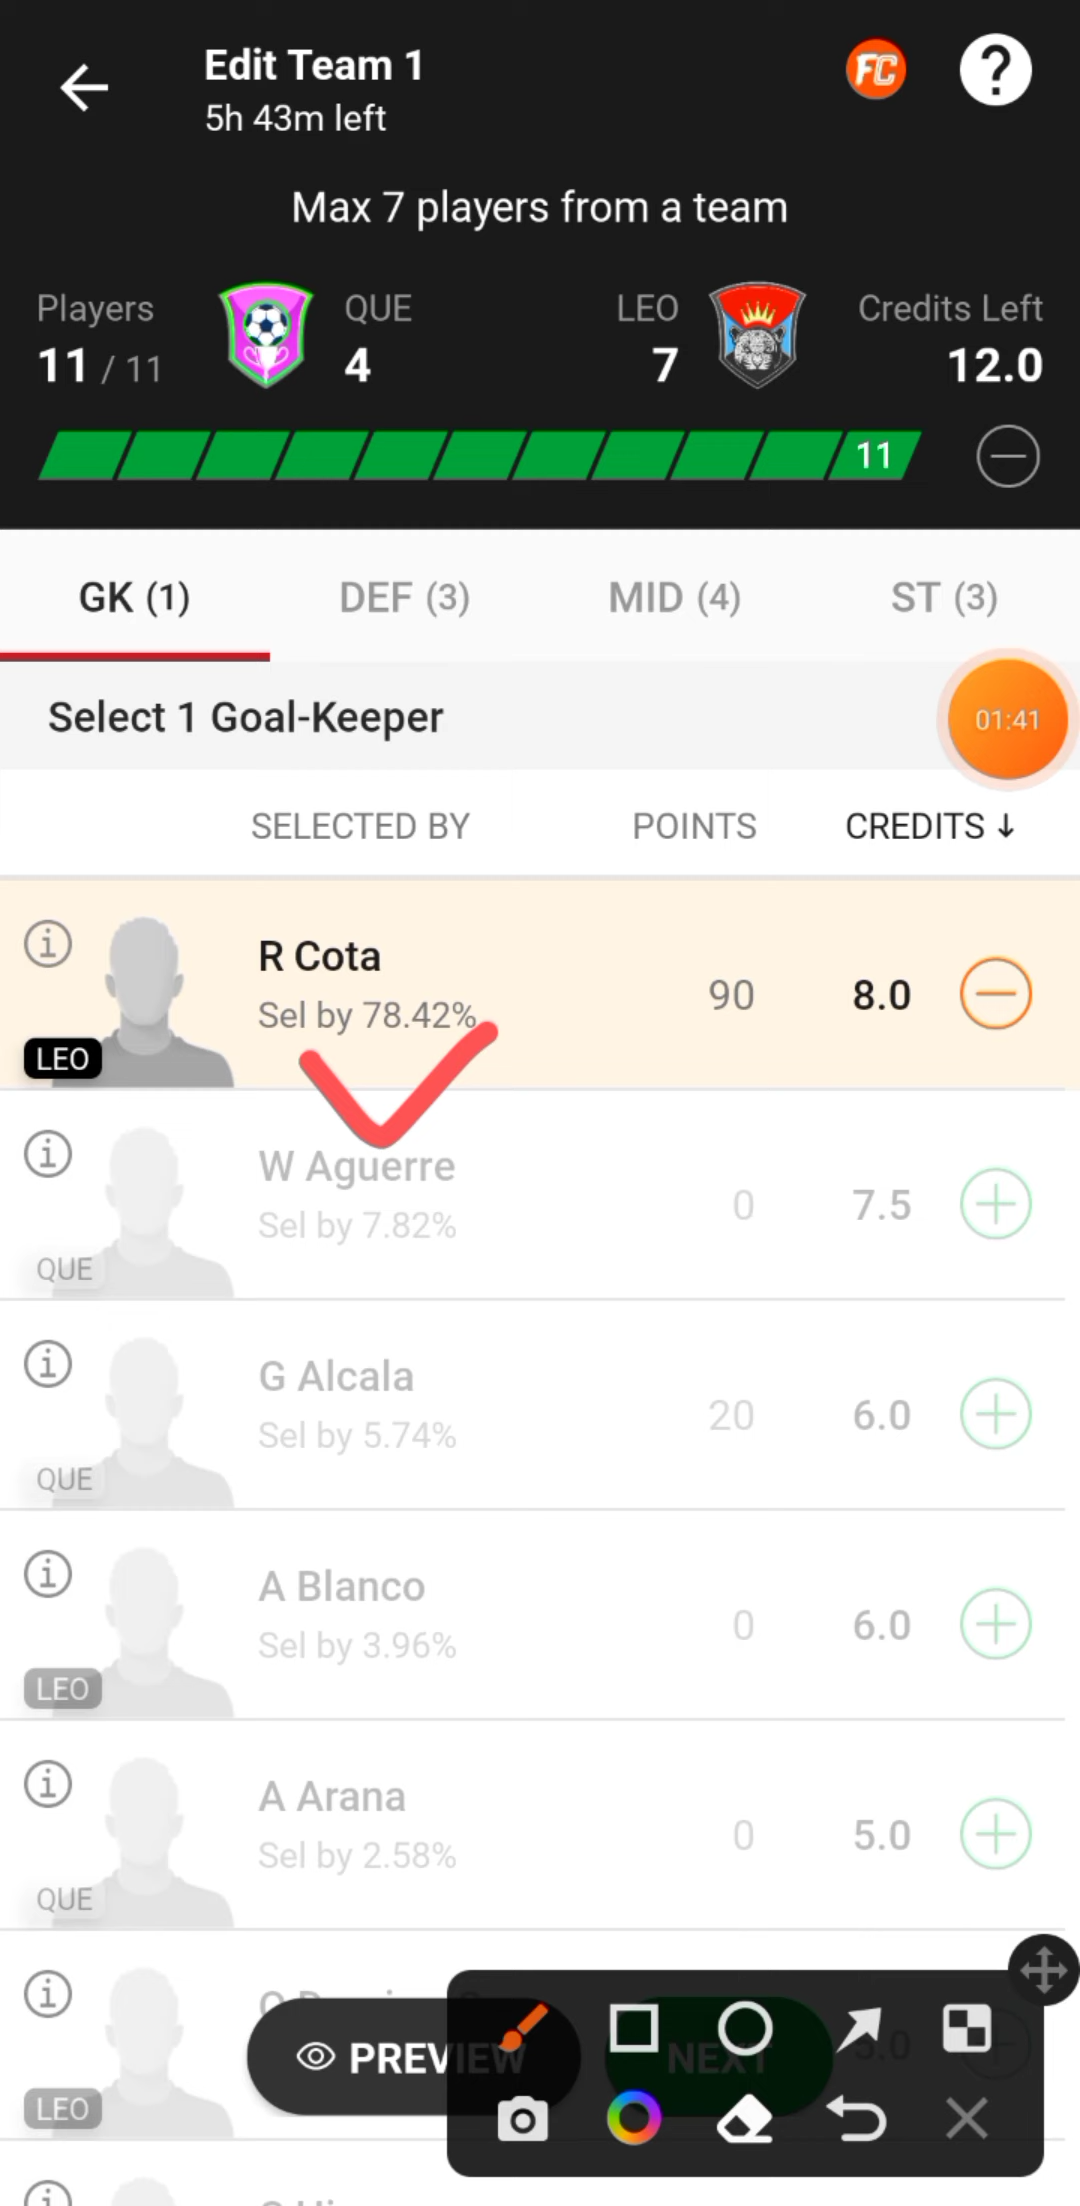 Edit Team 1
5h 43m left
FC
?
Max 7 players from a team
Players
QUE
LEO
Credits Left
11 / 11
4
7
12.0
11
GK (1)
DEF (3)
MID (4)
ST (3)
Select 1 Goal-Keeper
01:41
SELECTED BY
POINTS
CREDITS ↓
R Cota
Sel by 78.42%
90
8.0
LEO
W Aguerre
Sel by 7.82%
0
7.5
QUE
G Alcala
Sel by 5.74%
20
6.0
QUE
A Blanco
Sel by 3.96%
0
6.0
LEO
A Arana
Sel by 2.58%
0
5.0
QUE
PREVIEW
NEXT
5.0
LEO